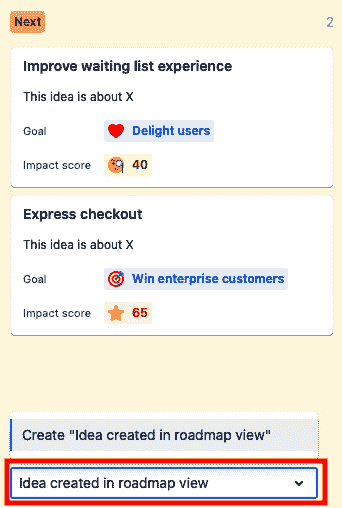 Next 2
Improve waiting list experience
This idea is about X
Goal Delight users
Impact score 40
Express checkout
This idea is about X
Goal Win enterprise customers
Impact score 65
Create "Idea created in roadmap view"
Idea created in roadmap view